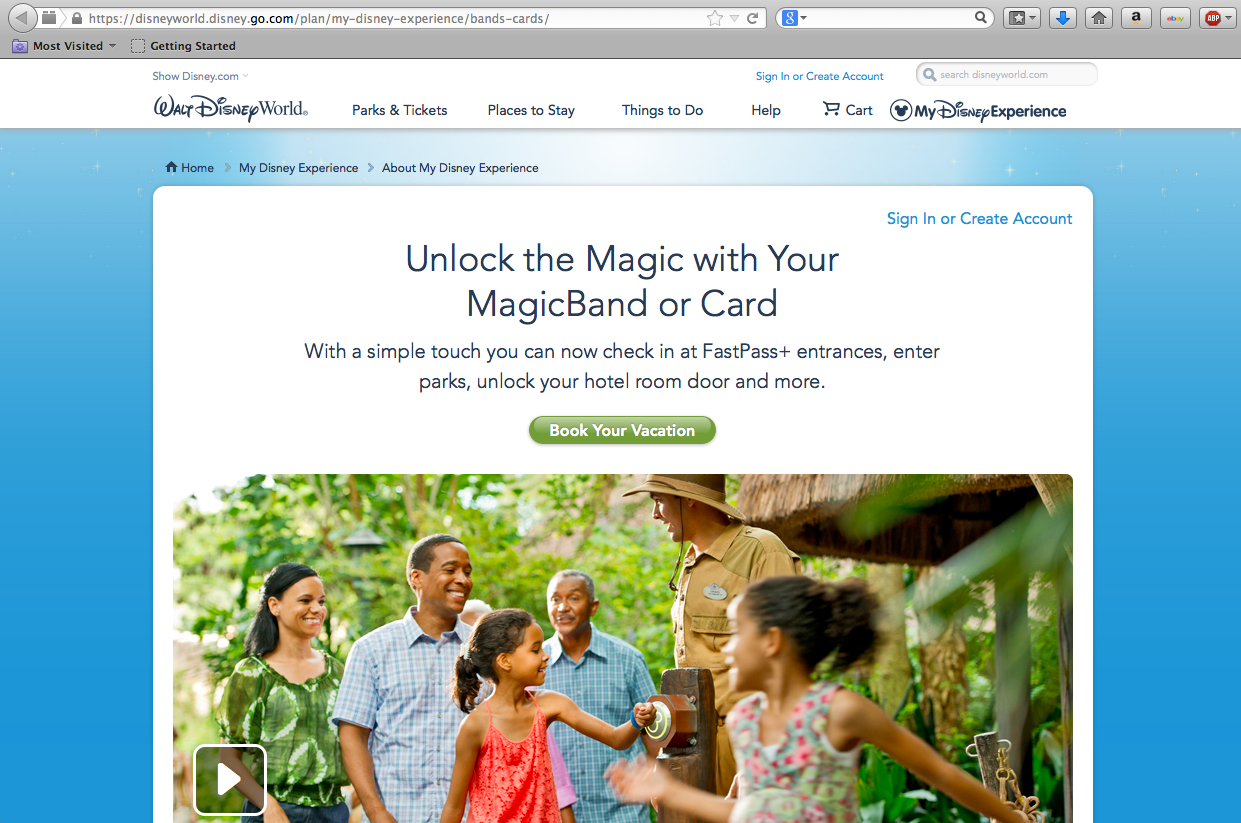 https://disneyworld.disney.go.com/plan/my-disney-experience/bands-cards/
8
a
ebay
ABP
Most Visited
Getting Started
Show Disney.com
Sign In or Create Account
search disneyworld.com
Walt Disney World
Parks & Tickets
Places to Stay
Things to Do
Help
Cart
My Disney Experience
Home
My Disney Experience
About My Disney Experience
Sign In or Create Account
Unlock the Magic with Your
MagicBand or Card
With a simple touch you can now check in at FastPass+ entrances, enter
parks, unlock your hotel room door and more.
Book Your Vacation